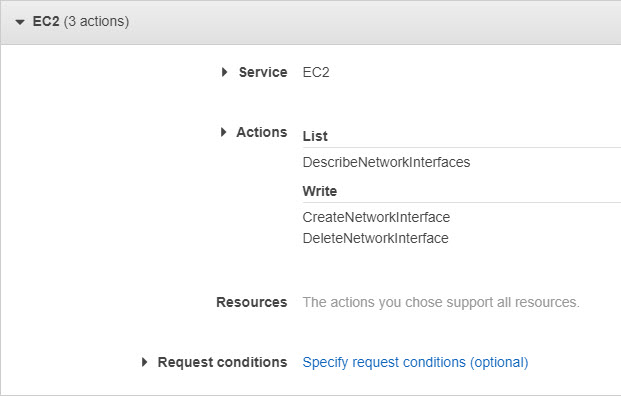 EC2 (3 actions)
Service EC2
Actions List
DescribeNetworkInterfaces
Write
CreateNetworkInterface
DeleteNetworkInterface
Resources The actions you chose support all resources.
Request conditions Specify request conditions (optional)